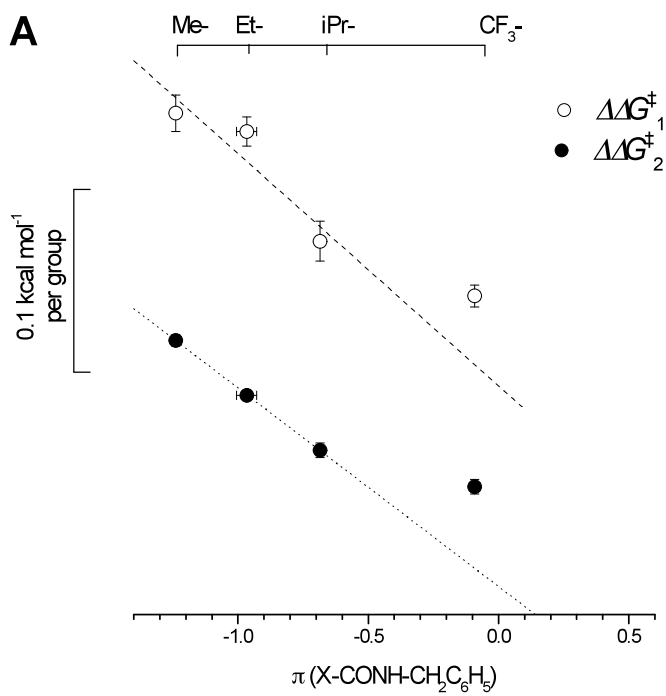 A
Me- Et- iPr- CF₃-
ΔΔG‡₁
ΔΔG‡₂
0.1 kcal mol⁻¹
per group
-1.0 -0.5 0.0 0.5
π (X-CONH-CH₂C₆H₅)